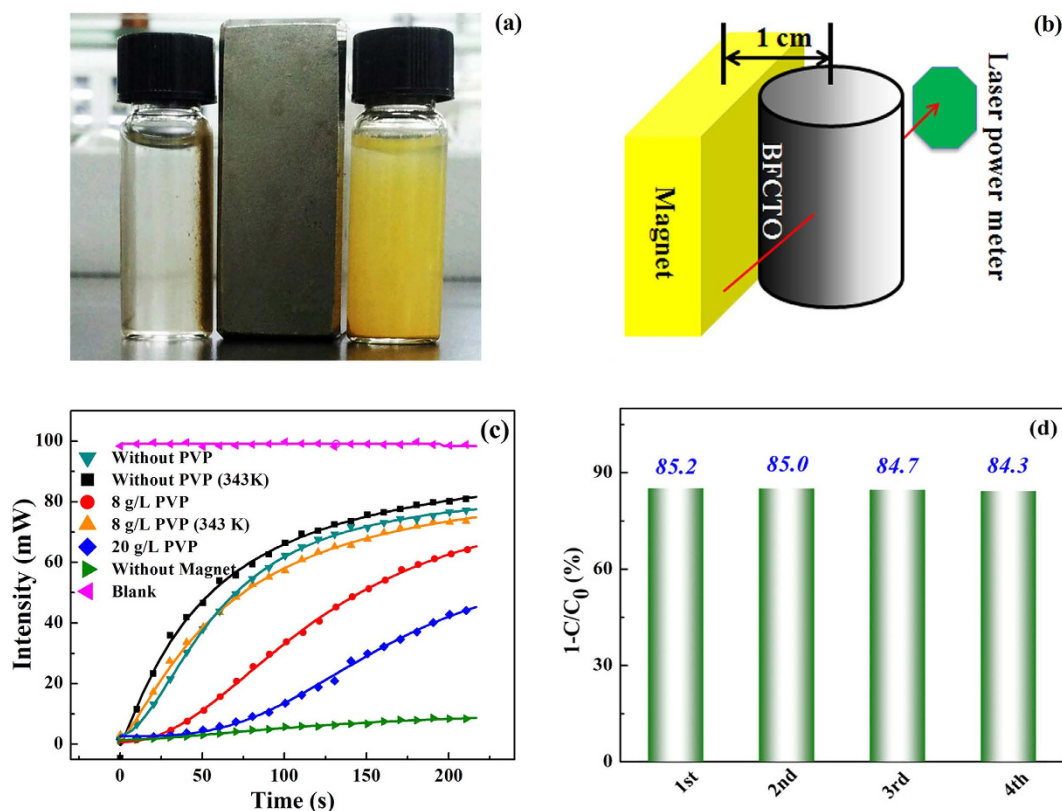 (a)
(b)
1 cm
Magnet
BFCTO
Laser power meter
(c)
Intensity (mW)
100
80
60
40
20
0
Without PVP
Without PVP (343K)
8 g/L PVP
8 g/L PVP (343 K)
20 g/L PVP
Without Magnet
Blank
0 50 100 150 200
Time (s)
(d)
1-C/C₀ (%)
90
60
30
0
85.2 85.0 84.7 84.3
1st 2nd 3rd 4th